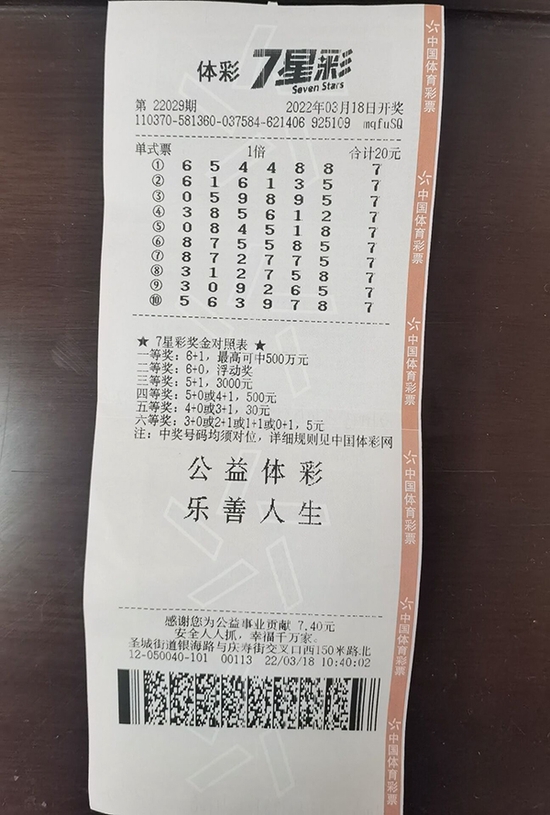 体彩 7星彩
Seven Stars
第 22029期 2022年03月18日开奖
110370-581360-037584-621406 925109 mqfuSQ
单式票 1倍 合计20元
① 6 5 4 4 8 8 7
② 6 1 6 1 3 5 7
③ 0 5 9 8 9 5 7
④ 3 8 5 6 1 2 7
⑤ 0 8 4 5 1 8 7
⑥ 8 7 5 5 8 5 7
⑦ 8 7 2 7 7 5 7
⑧ 3 1 2 7 5 8 7
⑨ 3 0 9 2 6 5 7
⑩ 5 6 3 9 7 8 7
★ 7星彩奖金对照表 ★
一等奖：6+1，最高可中500万元
二等奖：6+0，浮动奖
三等奖：5+1，3000元
四等奖：5+0或4+1，500元
五等奖：4+0或3+1，30元
六等奖：3+0或2+1或1+1或0+1，5元
注：中奖号码均须对位，详细规则见中国体彩网
公益体彩
乐善人生
感谢您为公益事业贡献 7.40元
安全人人抓，幸福千万家。
圣城街道银海路与庆寿街交叉口西150米路北
12-050040-101 00113 22/03/18 10:40:02
中国体育彩票
中国体育彩票
中国体育彩票
中国体育彩票
中国体育彩票
中国体育彩票